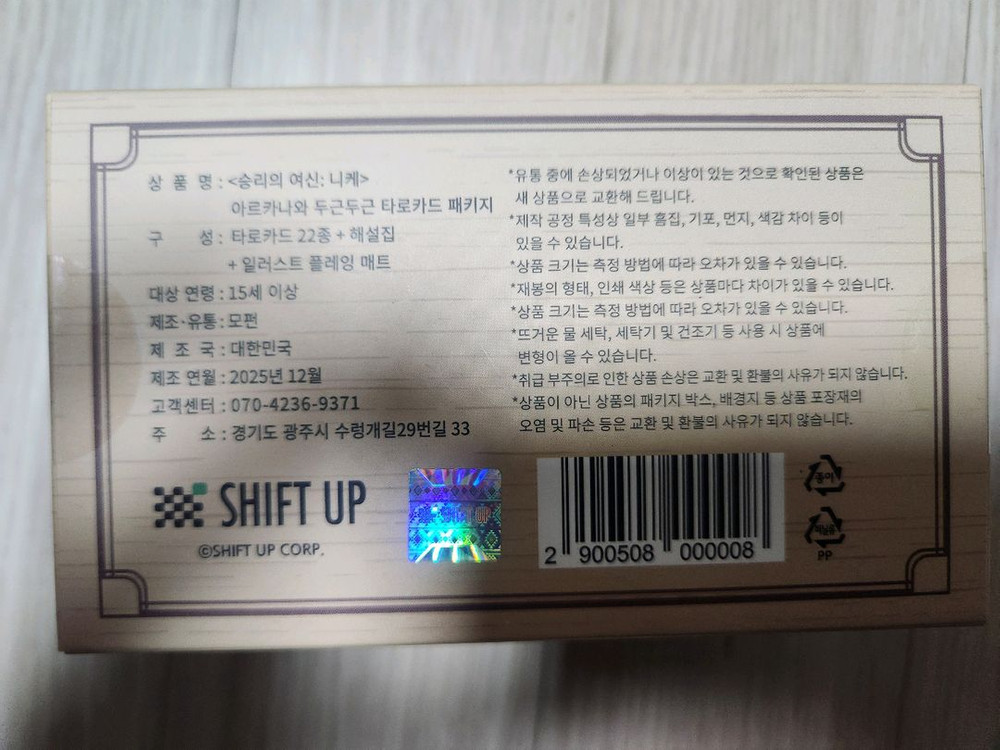 상 품 명 : <승리의 여신: 니케>
아르카나와 두근두근 타로카드 패키지
구 성 : 타로카드 22종 + 해설집
+ 일러스트 플레잉 매트
대상 연령 : 15세 이상
제조·유통 : 모펀
제 조 국 : 대한민국
제조 연월 : 2025년 12월
고객센터 : 070-4236-9371
주 소 : 경기도 광주시 수렁개길29번길 33
*유통 중에 손상되었거나 이상이 있는 것으로 확인된 상품은
새 상품으로 교환해 드립니다.
*제작 공정 특성상 일부 흠집, 기포, 먼지, 색감 차이 등이
있을 수 있습니다.
*상품 크기는 측정 방법에 따라 오차가 있을 수 있습니다.
*재봉의 형태, 인쇄 색상 등은 상품마다 차이가 있을 수 있습니다.
*상품 크기는 측정 방법에 따라 오차가 있을 수 있습니다.
*뜨거운 물 세탁, 세탁기 및 건조기 등 사용 시 상품에
변형이 올 수 있습니다.
*취급 부주의로 인한 상품 손상은 교환 및 환불의 사유가 되지 않습니다.
*상품이 아닌 상품의 패키지 박스, 배경지 등 상품 포장재의
오염 및 파손 등은 교환 및 환불의 사유가 되지 않습니다.
SHIFT UP
©SHIFT UP CORP.
SHIFT UP
2 900508 000008
종이
비닐류
PP